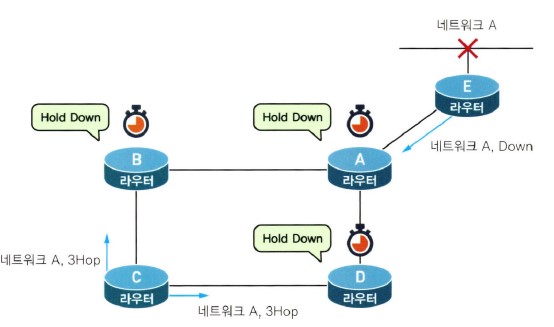 네트워크 A
E
라우터
Hold Down
Hold Down
네트워크 A, Down
B
라우터
A
라우터
Hold Down
네트워크 A, 3Hop
C
라우터
D
라우터
네트워크 A, 3Hop